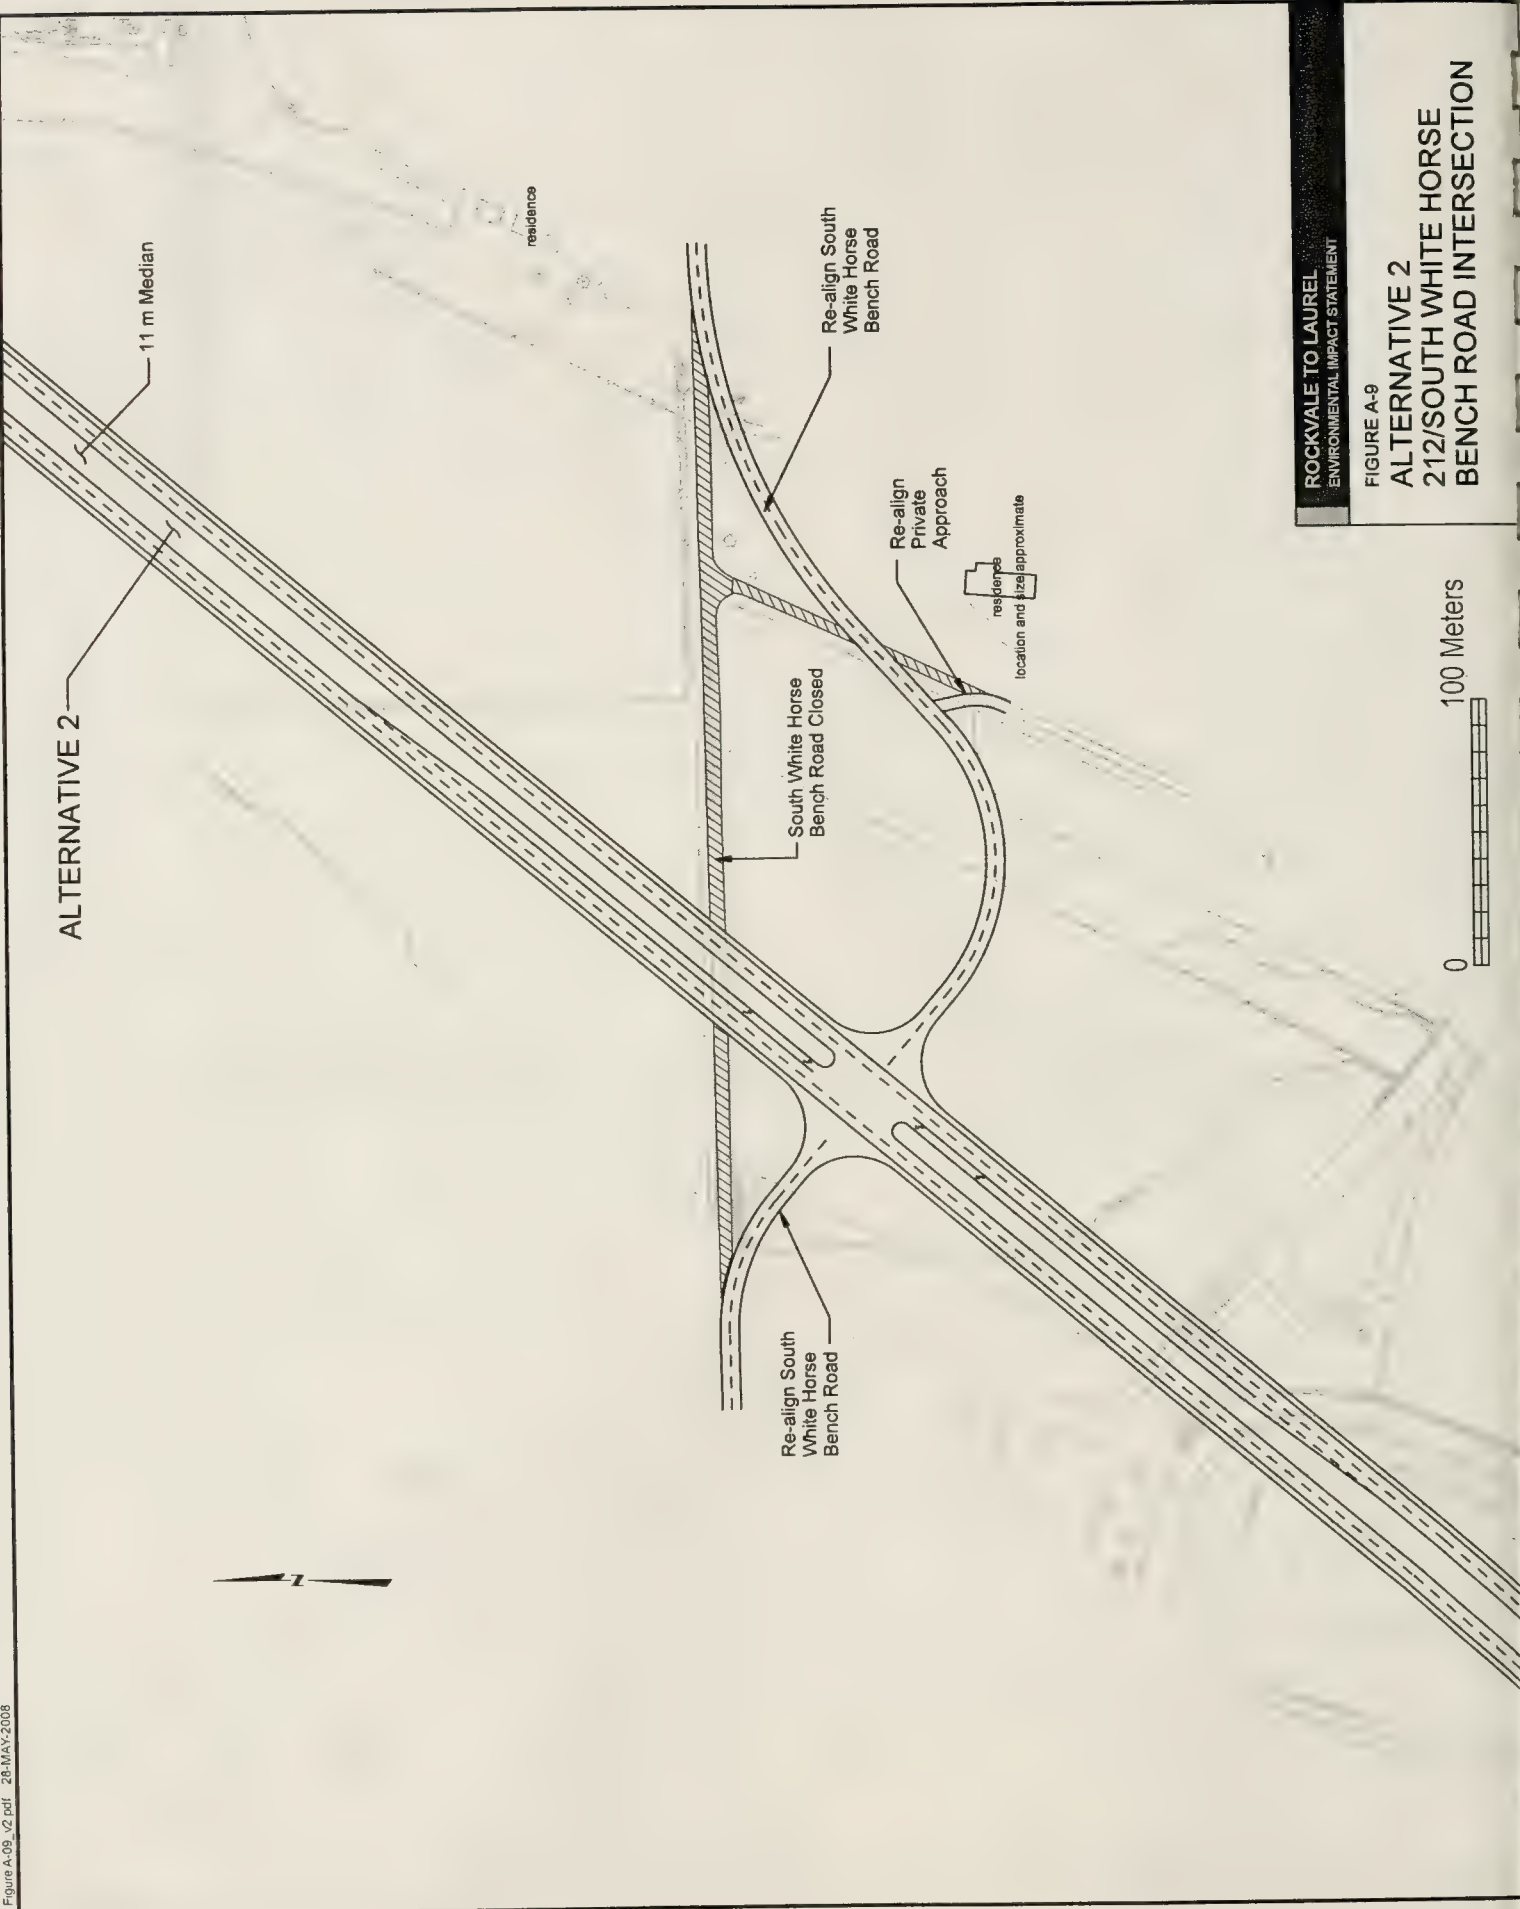 Figure A-09_v2.pdf 28-MAY-2008
ALTERNATIVE 2
11 m Median
residence
N
South White Horse
Bench Road Closed
Re-align South
White Horse
Bench Road
Re-align South
White Horse
Bench Road
Re-align
Private
Approach
residence
location and size approximate
0
100 Meters
ROCKVALE TO LAUREL
ENVIRONMENTAL IMPACT STATEMENT
FIGURE A-9
ALTERNATIVE 2
212/SOUTH WHITE HORSE
BENCH ROAD INTERSECTION